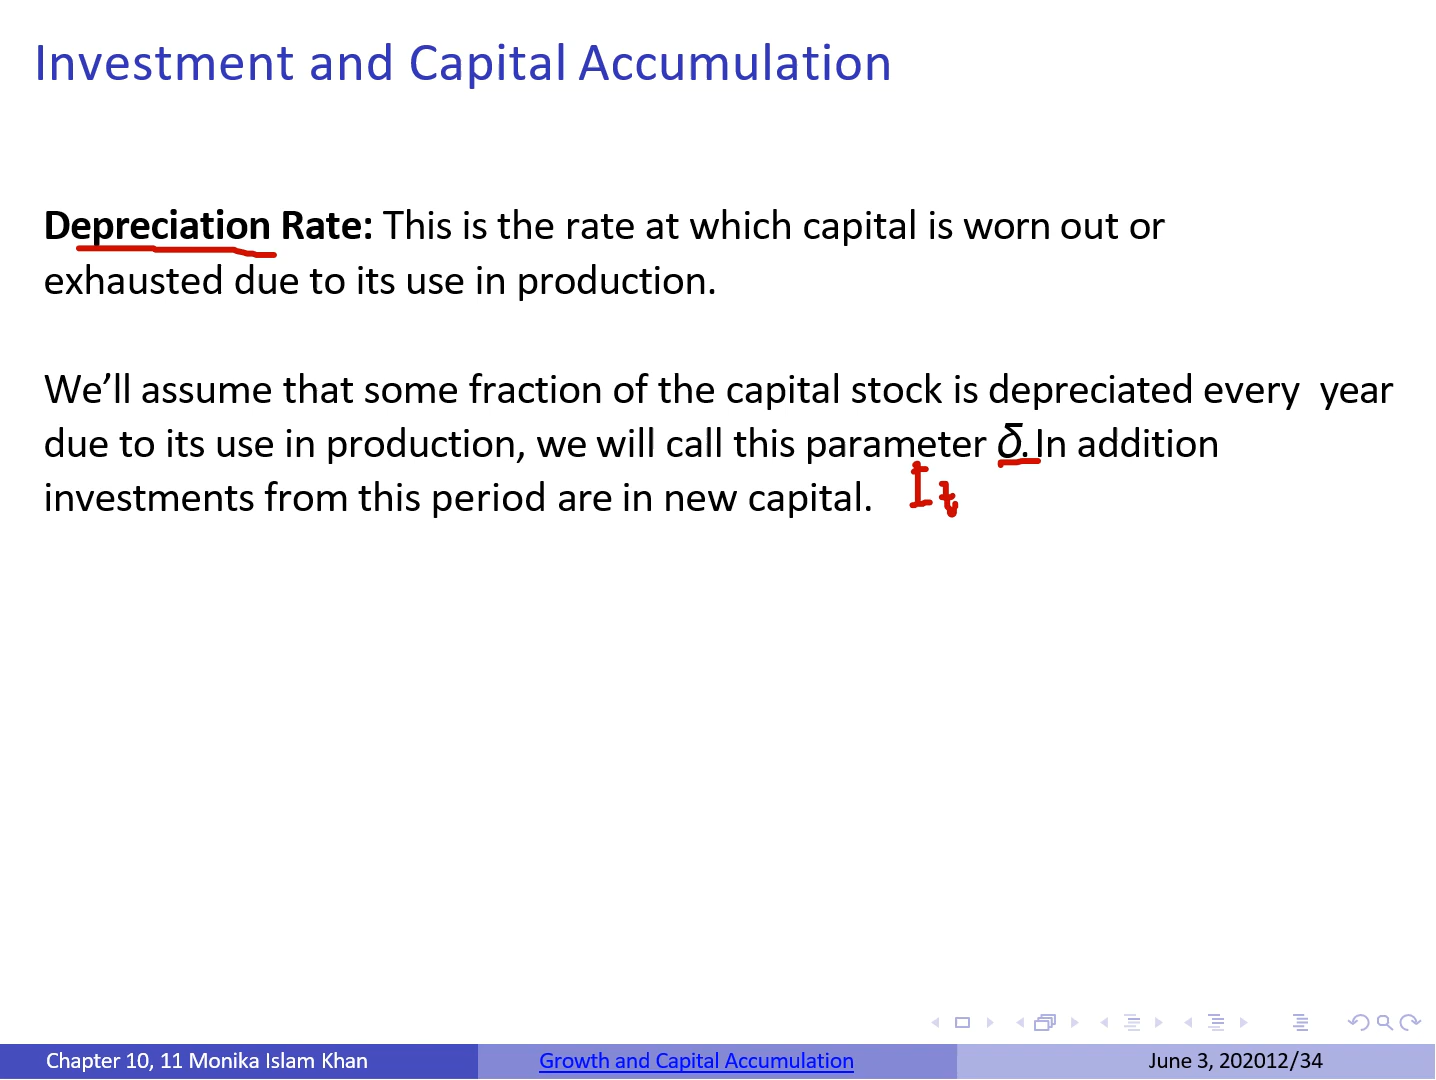 Investment and Capital Accumulation
Depreciation Rate: This is the rate at which capital is worn out or
exhausted due to its use in production.
We’ll assume that some fraction of the capital stock is depreciated every year
due to its use in production, we will call this parameter δ. In addition
investments from this period are in new capital. It
Chapter 10, 11 Monika Islam Khan Growth and Capital Accumulation June 3, 202012/34